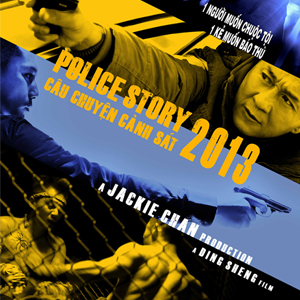 1 NGƯỜI MUỐN CHUỘC TỘI
1 KẺ MUỐN BÁO THÙ
POLICE STORY
CÂU CHUYỆN CẢNH SÁT
2013
A JACKIE CHAN PRODUCTION
A DING SHENG FILM